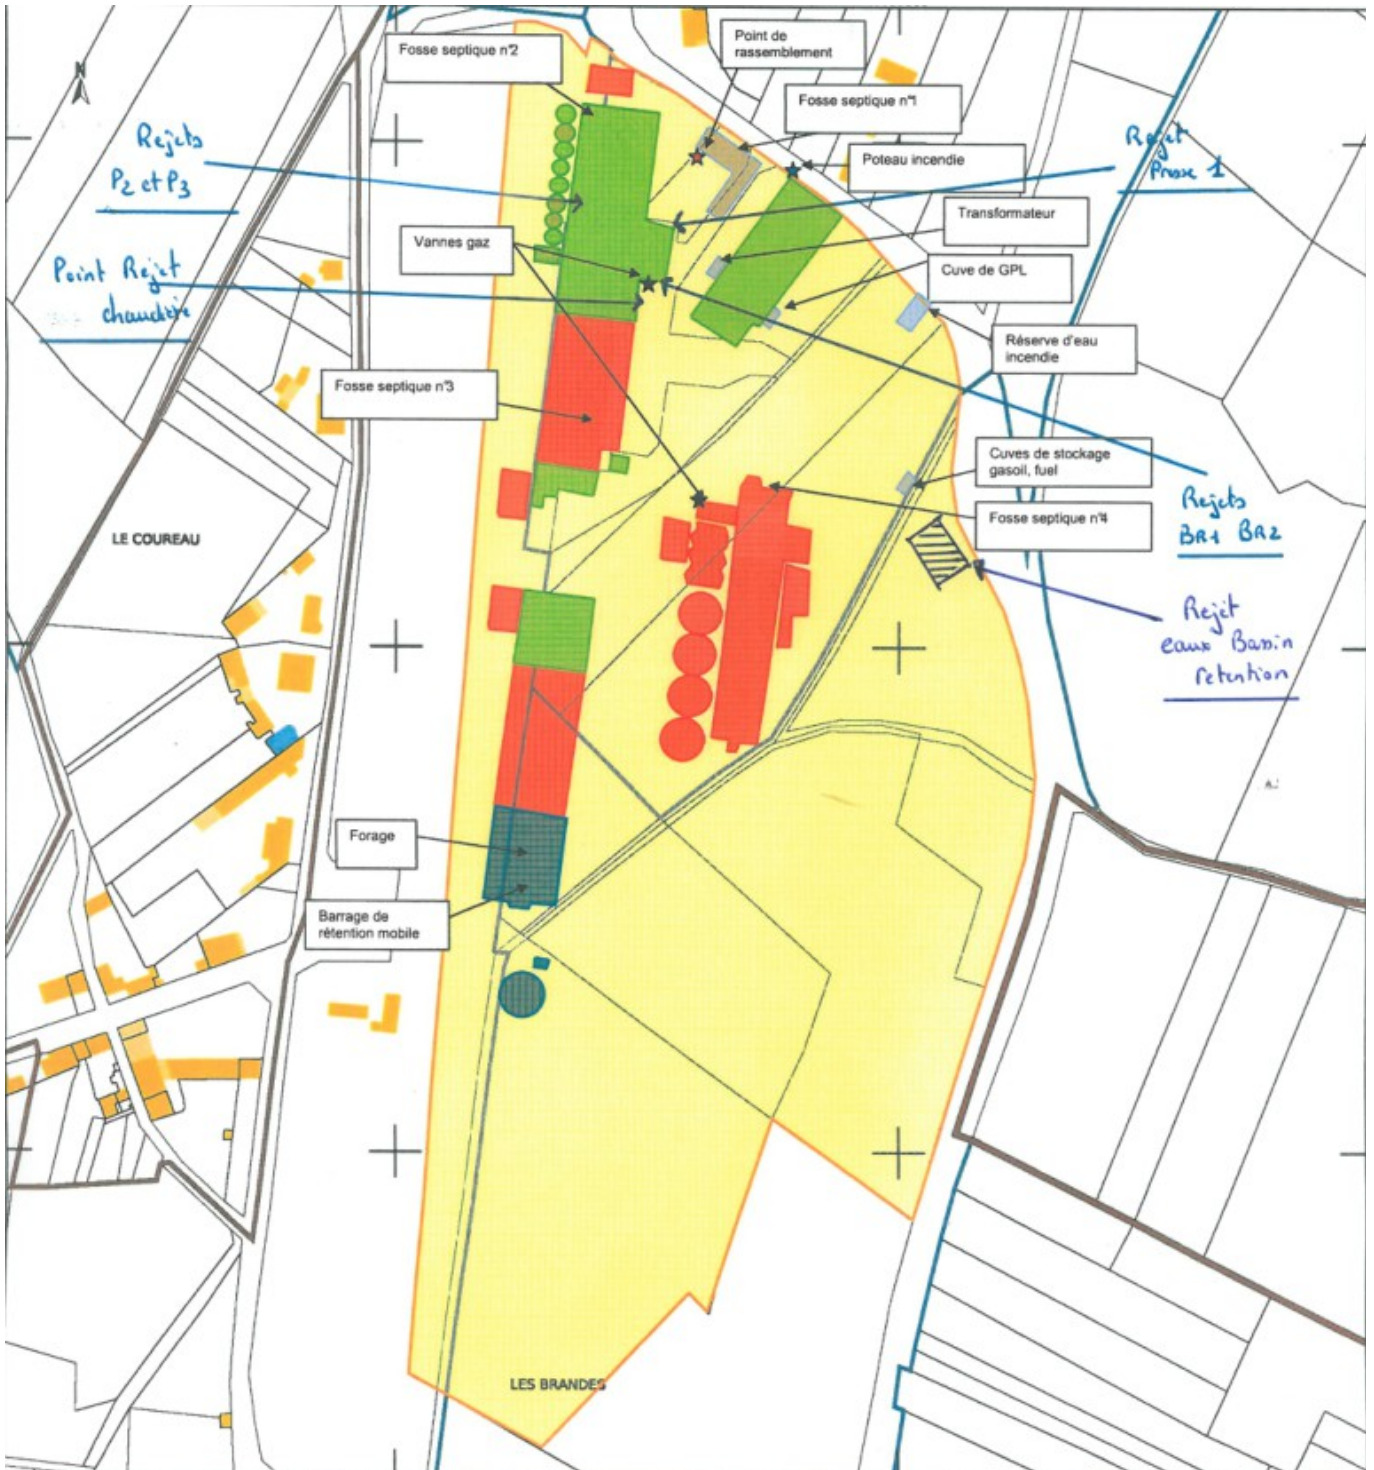 Fosse septique n°2
Point de
rassemblement
N
Fosse septique n°1
Rejets
P2 et P3
Rejet
Presse 1
Poteau incendie
Transformateur
Vannes gaz
Point Rejet
chaudière
Cuve de GPL
Réserve d'eau
incendie
Fosse septique n°3
Cuves de stockage
gasoil, fuel
Rejets
BR1 BR2
Fosse septique n°4
LE COUREAU
Rejet
eaux Bassin
retention
Forage
Barrage de
rétention mobile
LES BRANDES